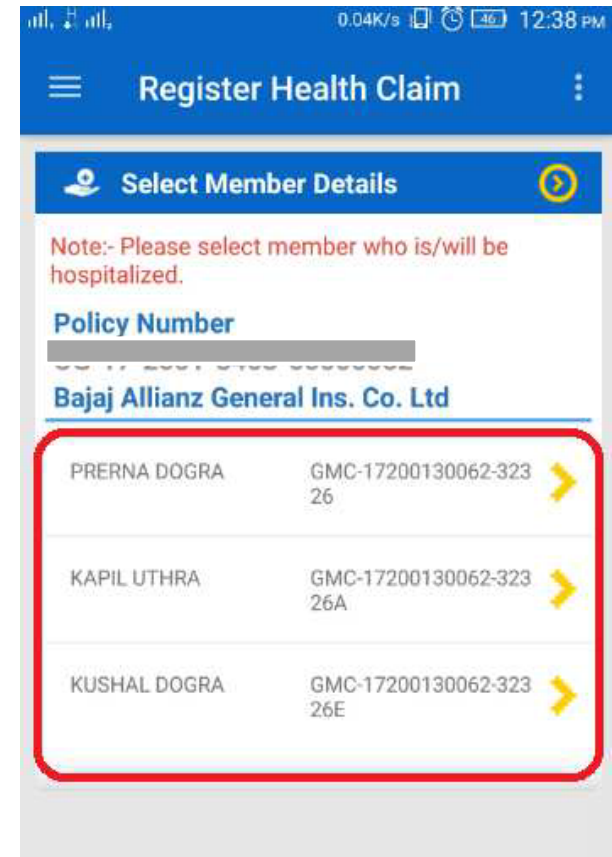 0.04K/s 46 12:38 PM
Register Health Claim
Select Member Details
Note:- Please select member who is/will be
hospitalized.
Policy Number
Bajaj Allianz General Ins. Co. Ltd
PRERNA DOGRA GMC-17200130062-323
26
KAPIL UTHRA GMC-17200130062-323
26A
KUSHAL DOGRA GMC-17200130062-323
26E